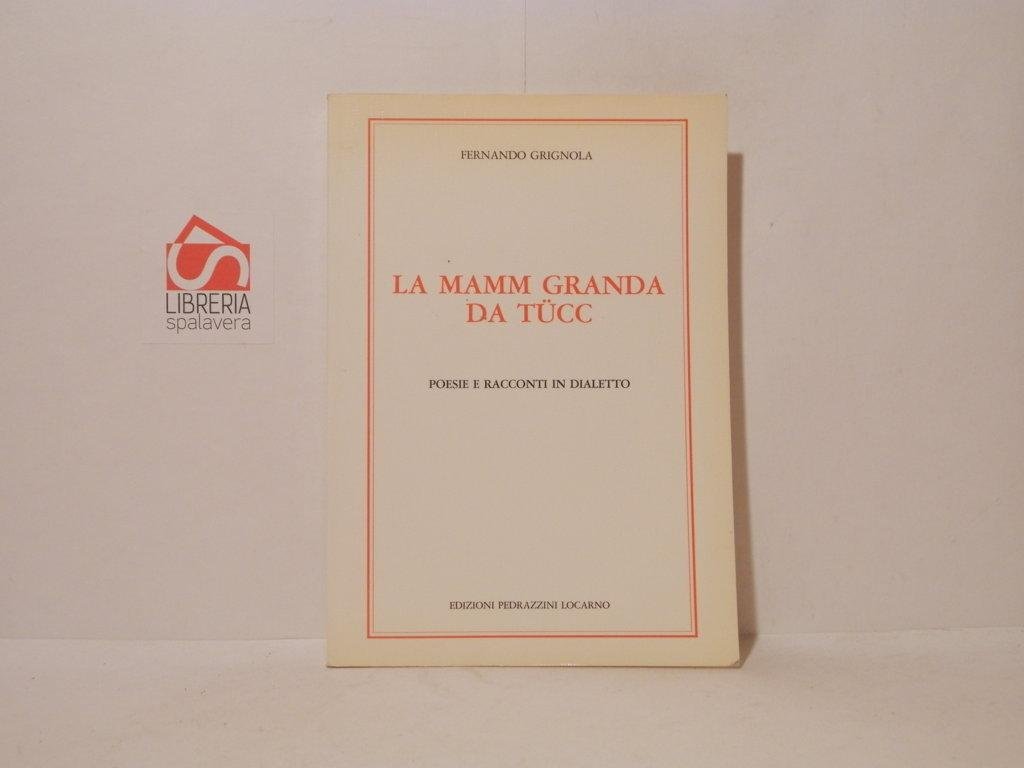 FERNANDO GRIGNOLA
LA MAMM GRANDA
DA TÜCC
POESIE E RACCONTI IN DIALETTO
EDIZIONI PEDRAZZINI LOCARNO
LIBRERIA
spalavera